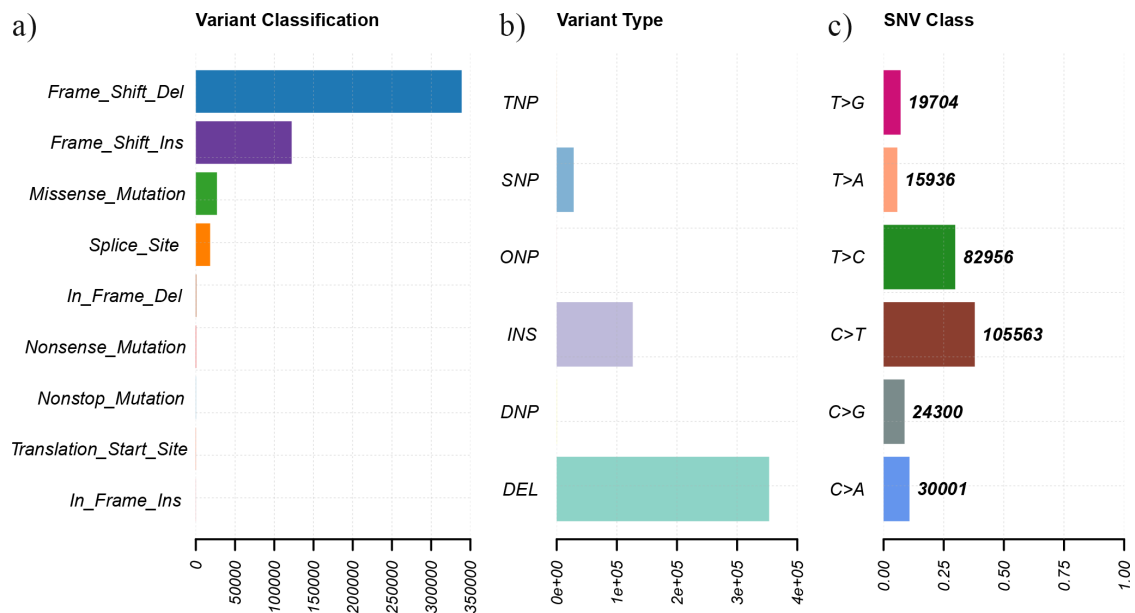 a)
Variant Classification
Frame_Shift_Del
Frame_Shift_Ins
Missense_Mutation
Splice_Site
In_Frame_Del
Nonsense_Mutation
Nonstop_Mutation
Translation_Start_Site
In_Frame_Ins
0
50000
100000
150000
200000
250000
300000
350000
b)
Variant Type
TNP
SNP
ONP
INS
DNP
DEL
0e+00
1e+05
2e+05
3e+05
4e+05
c)
SNV Class
T>G 19704
T>A 15936
T>C 82956
C>T 105563
C>G 24300
C>A 30001
0.00
0.25
0.50
0.75
1.00